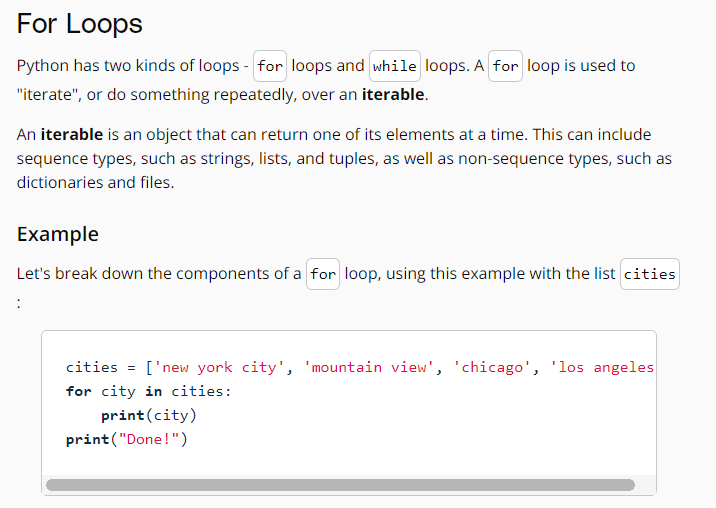 For Loops
Python has two kinds of loops - for loops and while loops. A for loop is used to
"iterate", or do something repeatedly, over an iterable.
An iterable is an object that can return one of its elements at a time. This can include
sequence types, such as strings, lists, and tuples, as well as non-sequence types, such as
dictionaries and files.
Example
Let's break down the components of a for loop, using this example with the list cities
:
cities = ['new york city', 'mountain view', 'chicago', 'los angeles
for city in cities:
    print(city)
print("Done!")